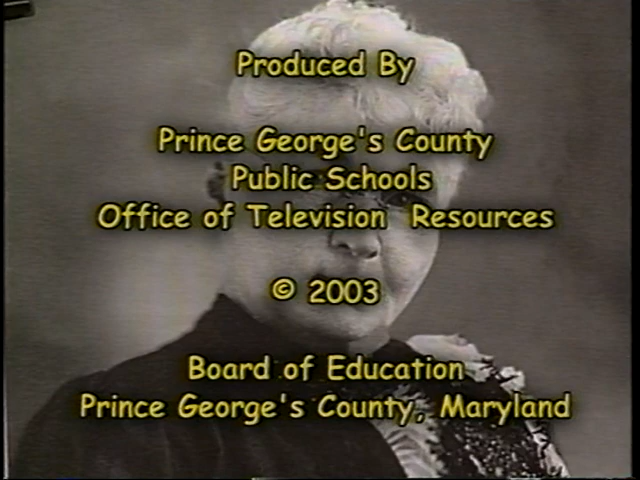 Produced By
Prince George's County
Public Schools
Office of Television Resources
© 2003
Board of Education
Prince George's County, Maryland